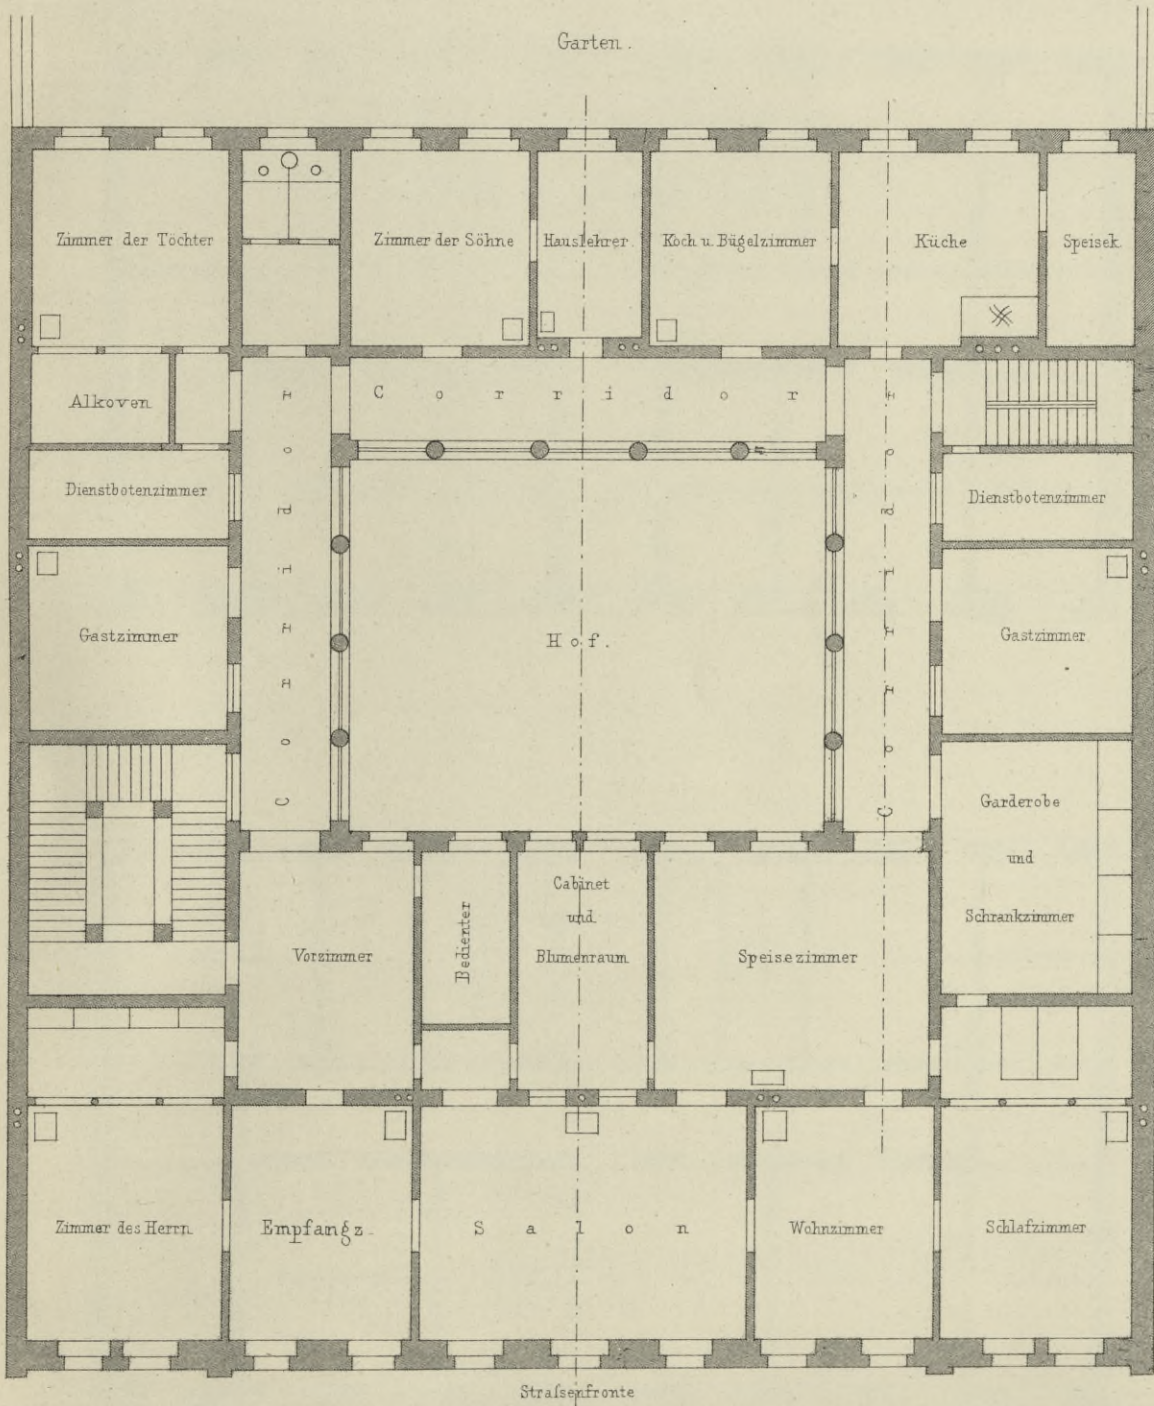 Garten.
Zimmer der Töchter
Zimmer der Söhne
Hauslehrer.
Koch u. Bügelzimmer
Küche
Speisek.
Alkoven
Corridor
Corridor
Corridor
Dienstbotenzimmer
Dienstbotenzimmer
Gastzimmer
Hof.
Gastzimmer
Garderobe
und
Schrankzimmer
Vorzimmer
Bedienter
Cabinet
und
Blumenraum
Speisezimmer
Zimmer des Herrn
Empfangz.
Salon
Wohnzimmer
Schlafzimmer
Straſsenfronte